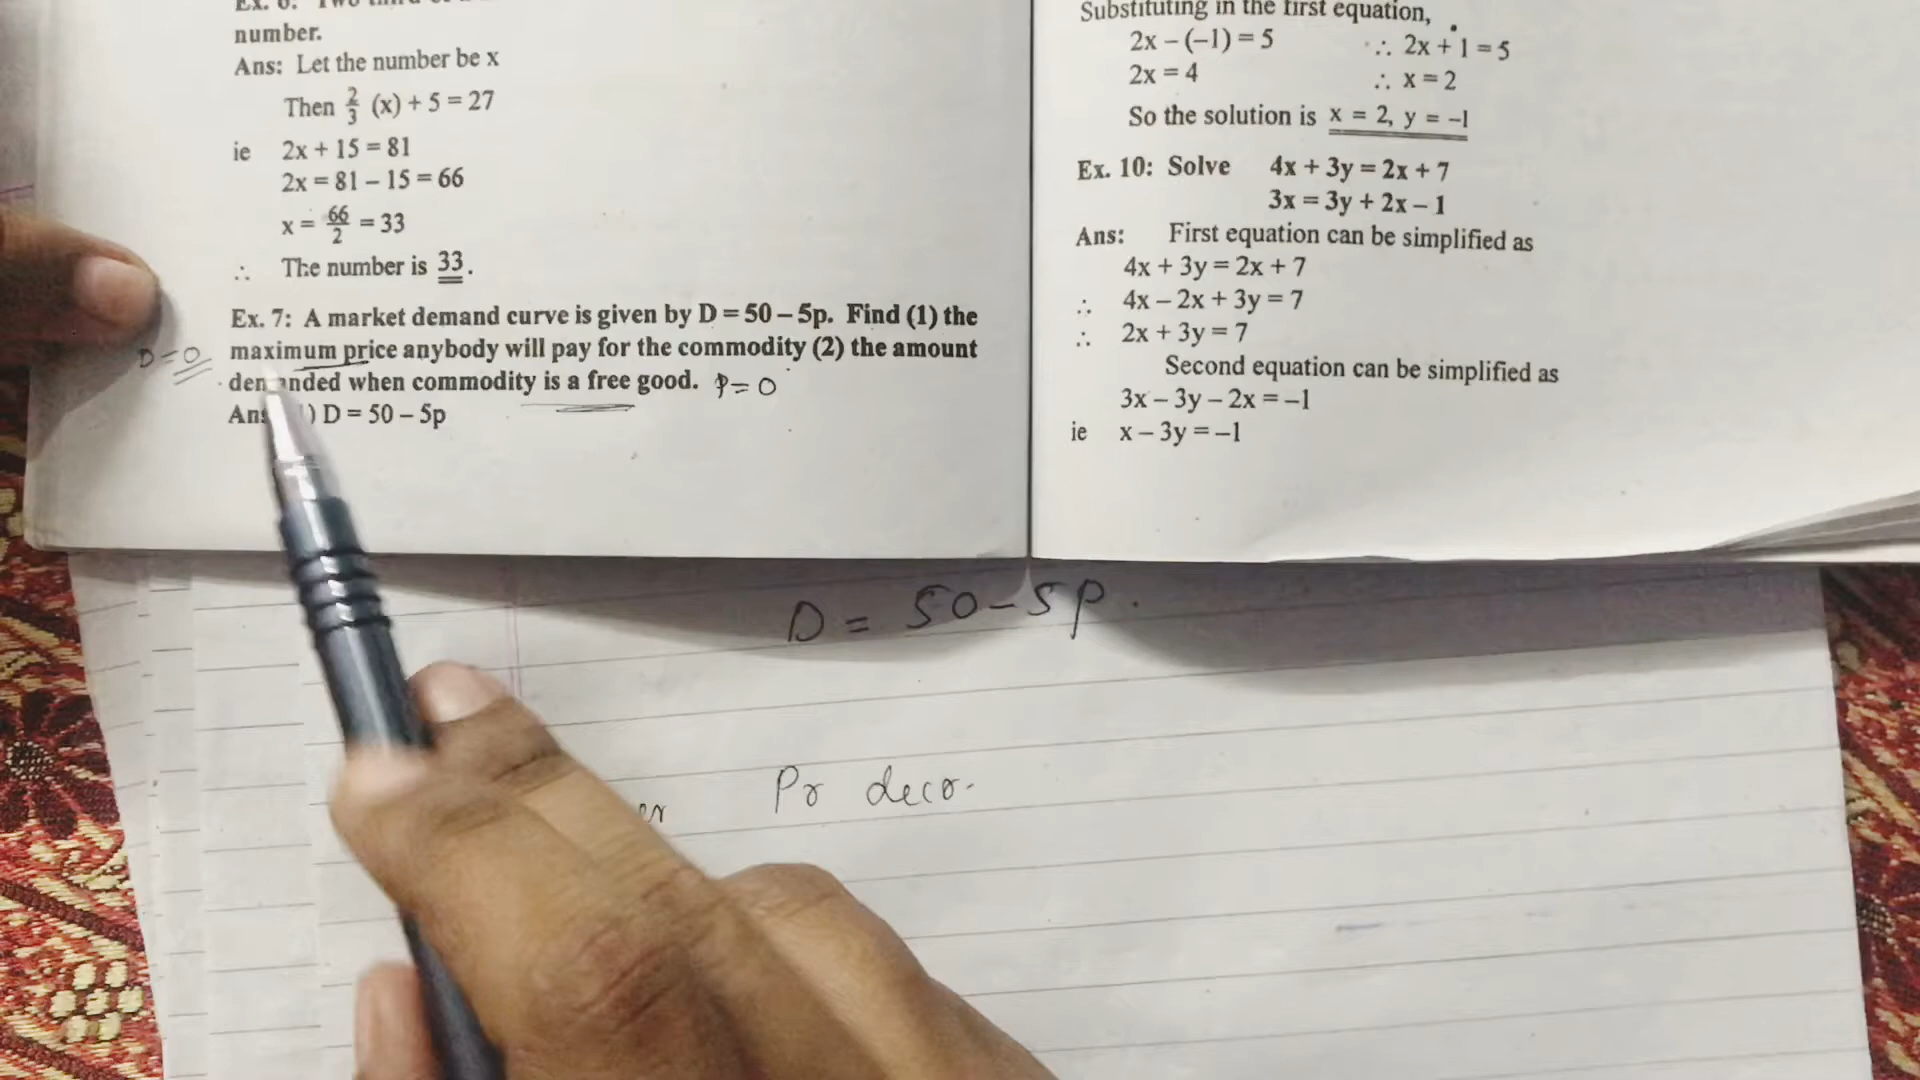 number.
Ans: Let the number be x
Then 2/3 (x) + 5 = 27
ie 2x + 15 = 81
2x = 81 – 15 = 66
x = 66/2 = 33
∴ The number is 33.
Ex. 7: A market demand curve is given by D = 50 – 5p. Find (1) the
maximum price anybody will pay for the commodity (2) the amount
demanded when commodity is a free good. P = 0
D = 0
Ans ) D = 50 – 5p
Substituting in the first equation,
2x – (–1) = 5 ∴ 2x + 1 = 5
2x = 4 ∴ x = 2
So the solution is x = 2, y = –1
Ex. 10: Solve 4x + 3y = 2x + 7
3x = 3y + 2x – 1
Ans: First equation can be simplified as
4x + 3y = 2x + 7
∴ 4x – 2x + 3y = 7
∴ 2x + 3y = 7
Second equation can be simplified as
3x – 3y – 2x = –1
ie x – 3y = –1
D = 50 – 5p.